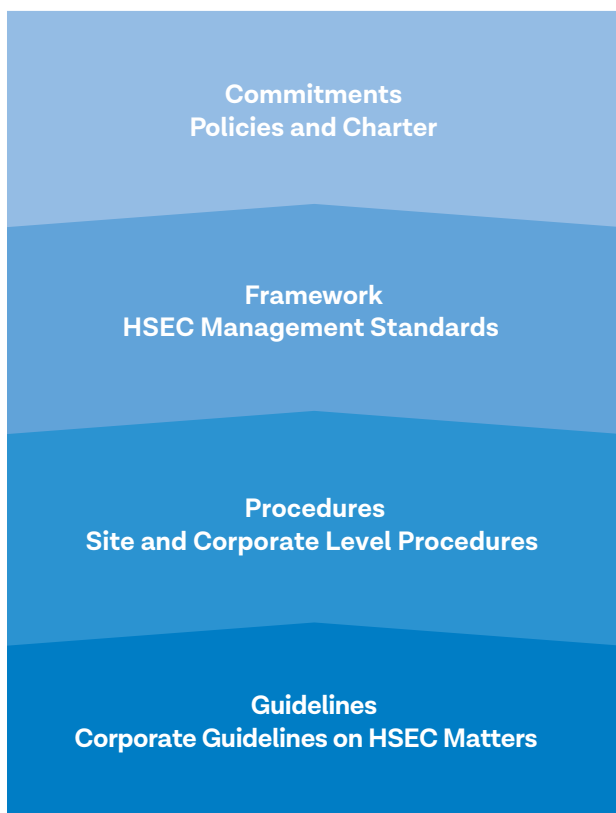 Commitments
Policies and Charter
Framework
HSEC Management Standards
Procedures
Site and Corporate Level Procedures
Guidelines
Corporate Guidelines on HSEC Matters